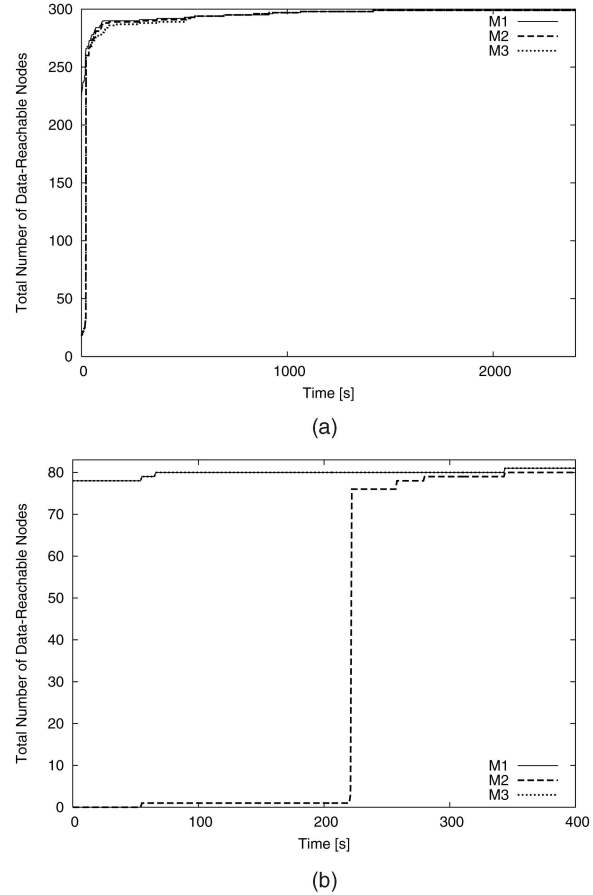 300
250
200
150
100
50
0
Total Number of Data-Reachable Nodes
M1
M2
M3
0 1000 2000
Time [s]
(a)
80
70
60
50
40
30
20
10
0
Total Number of Data-Reachable Nodes
M1
M2
M3
0 100 200 300 400
Time [s]
(b)